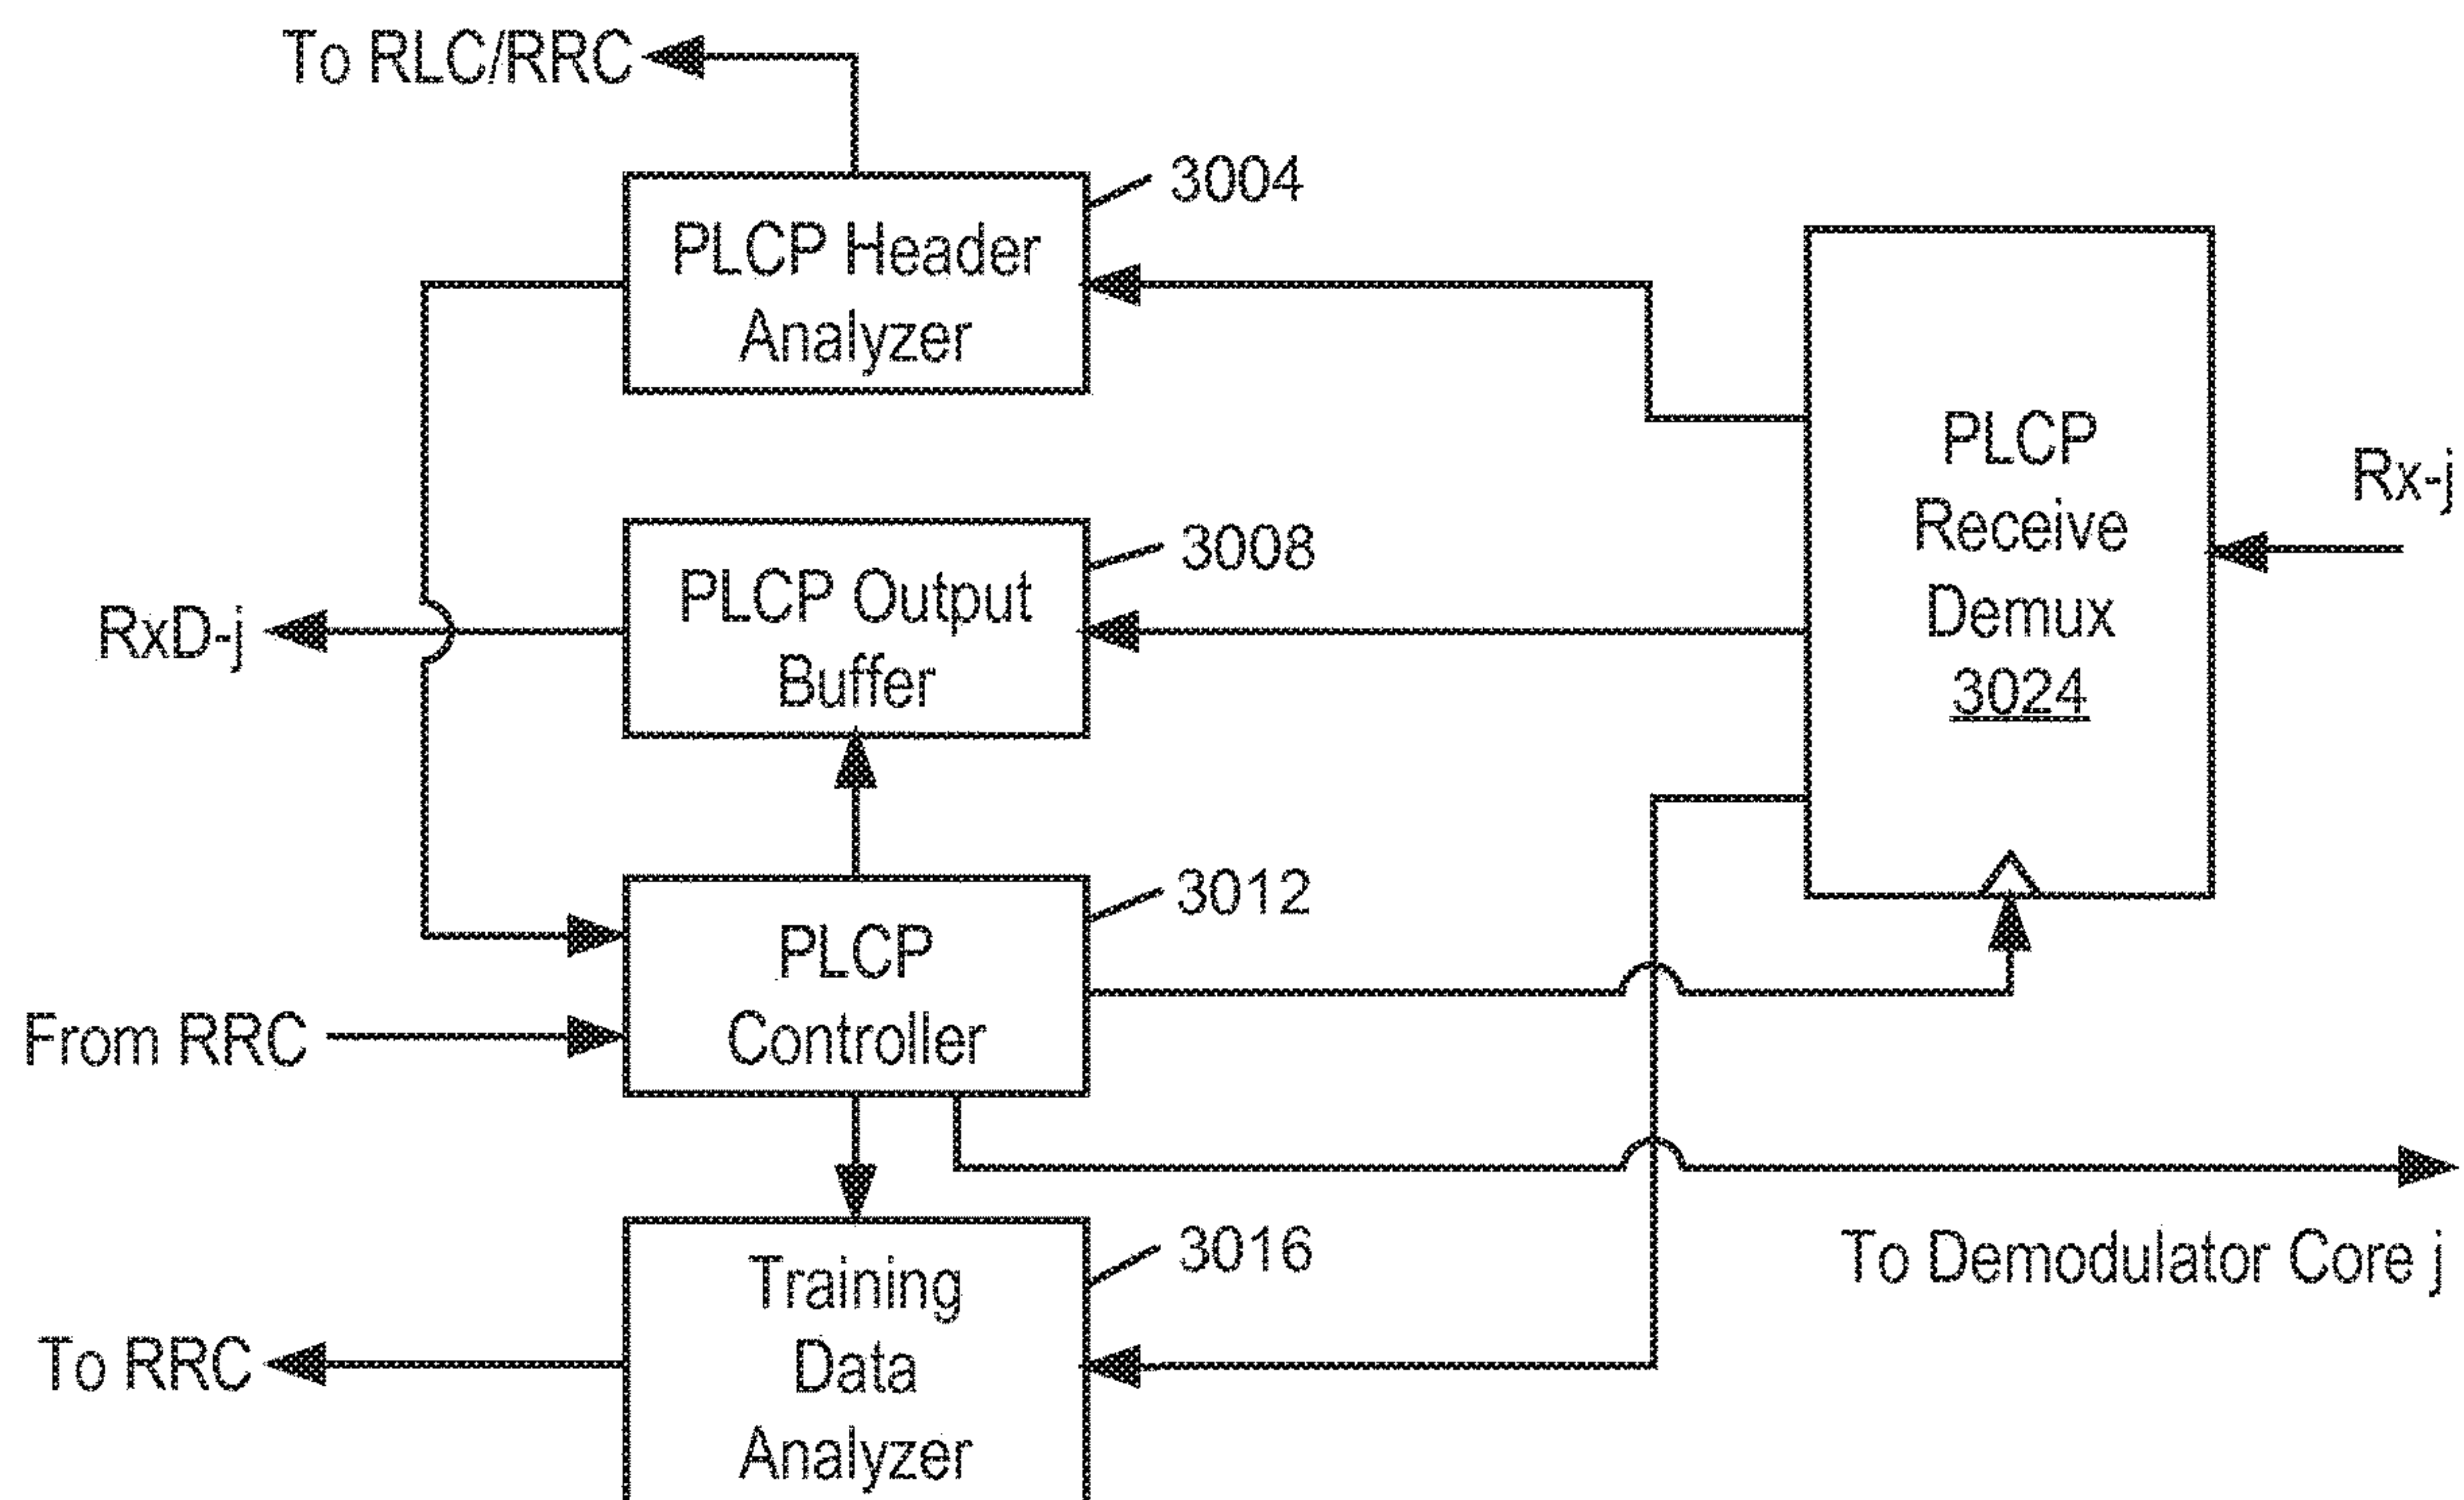 To RLC/RRC
3004
PLCP Header
Analyzer
PLCP
Receive
Demux
3024
Rx-j
3008
PLCP Output
Buffer
RxD-j
3012
PLCP
Controller
From RRC
3016
Training
Data
Analyzer
To Demodulator Core j
To RRC